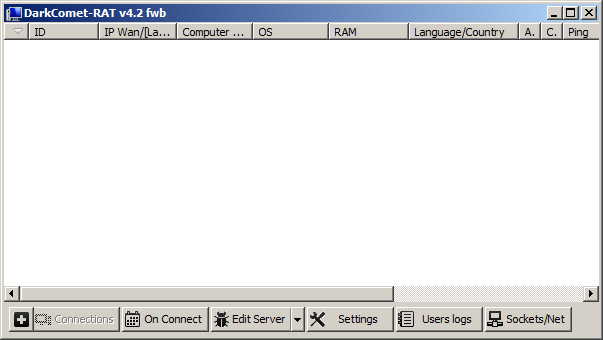 DarkComet-RAT v4.2 fwb
ID IP Wan/[La... Computer ... OS RAM Language/Country A. C. Ping
Connections On Connect Edit Server Settings Users logs Sockets/Net